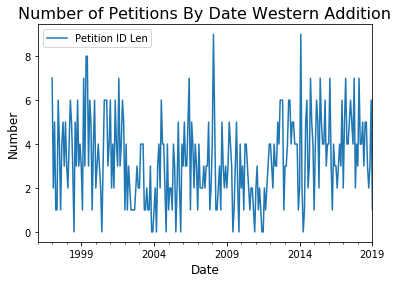 Number of Petitions By Date Western Addition
Petition ID Len
Number
8
6
4
2
0
1999
2004
2009
2014
2019
Date